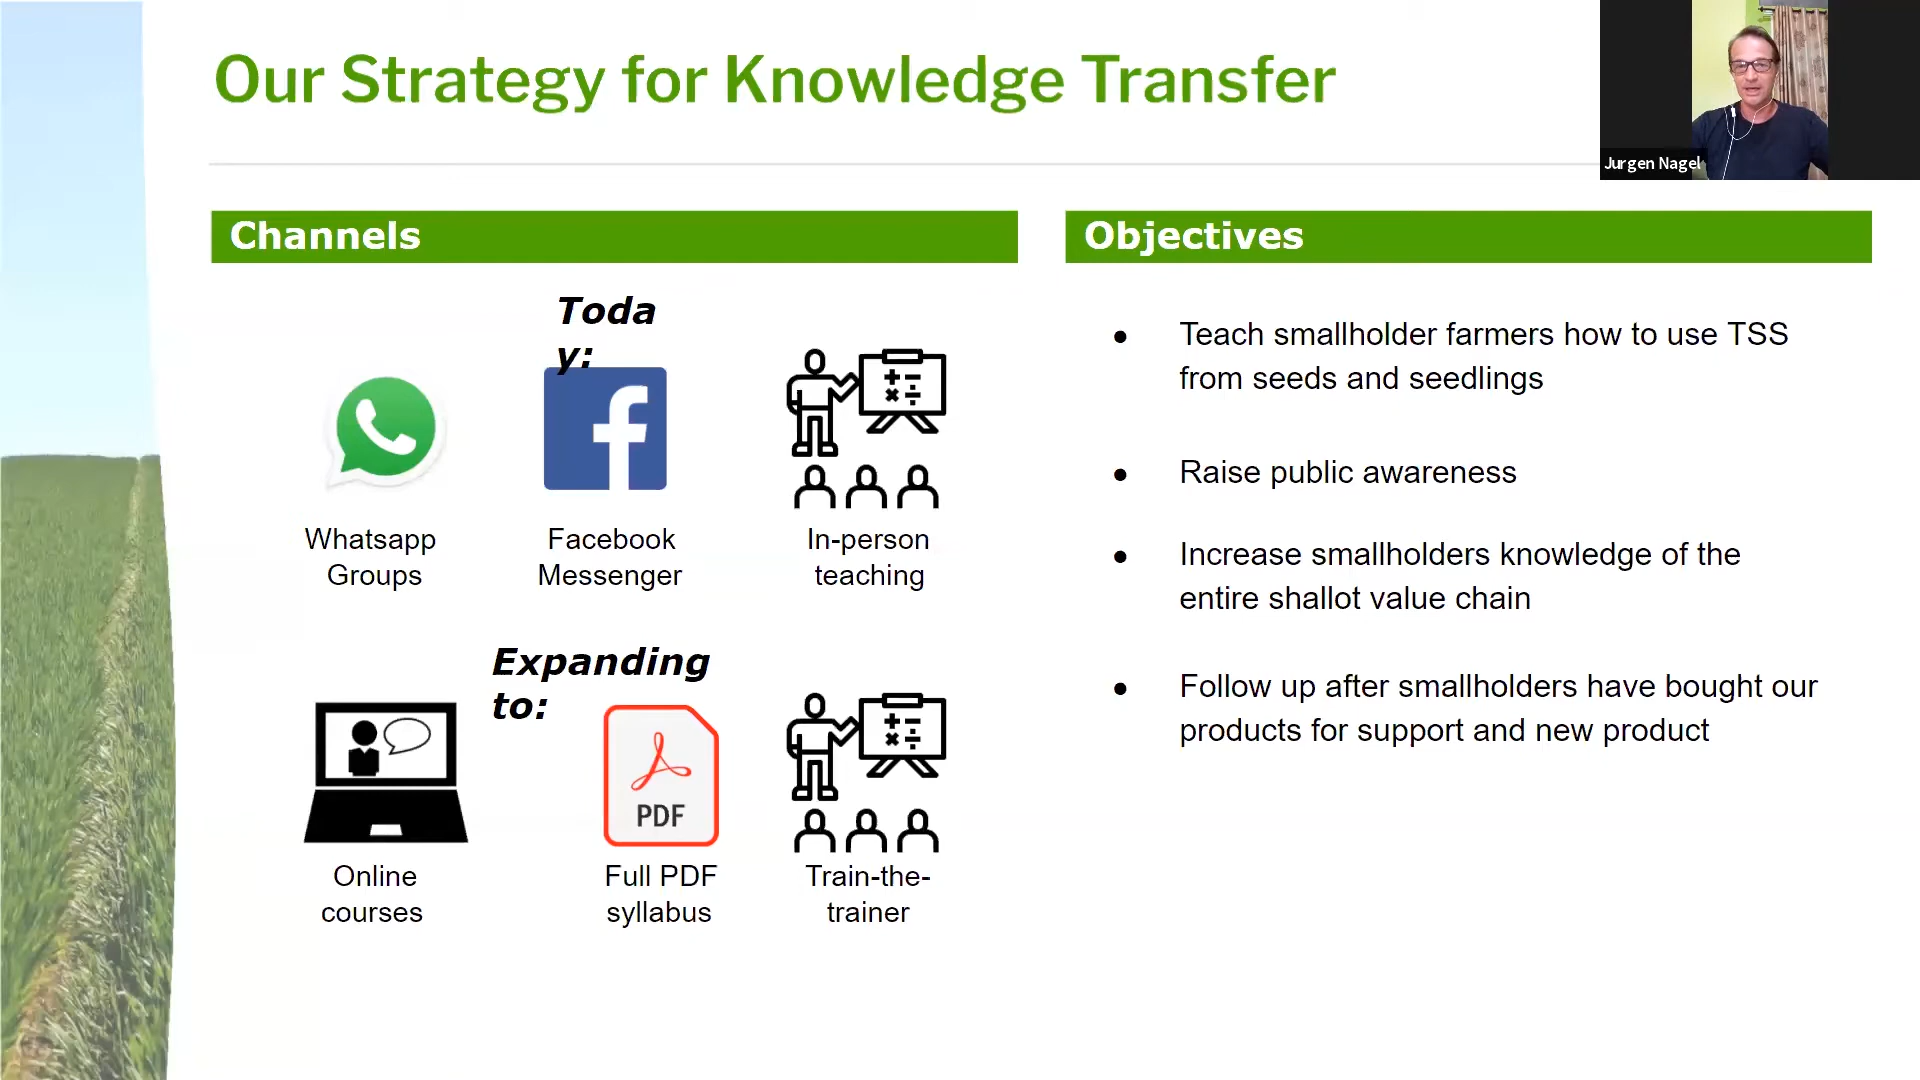 Our Strategy for Knowledge Transfer
Jurgen Nagel
Channels
Toda
y:
Whatsapp
Groups
Facebook
Messenger
In-person
teaching
Expanding
to:
PDF
Online
courses
Full PDF
syllabus
Train-the-
trainer
Objectives
● Teach smallholder farmers how to use TSS
from seeds and seedlings
● Raise public awareness
● Increase smallholders knowledge of the
entire shallot value chain
● Follow up after smallholders have bought our
products for support and new product